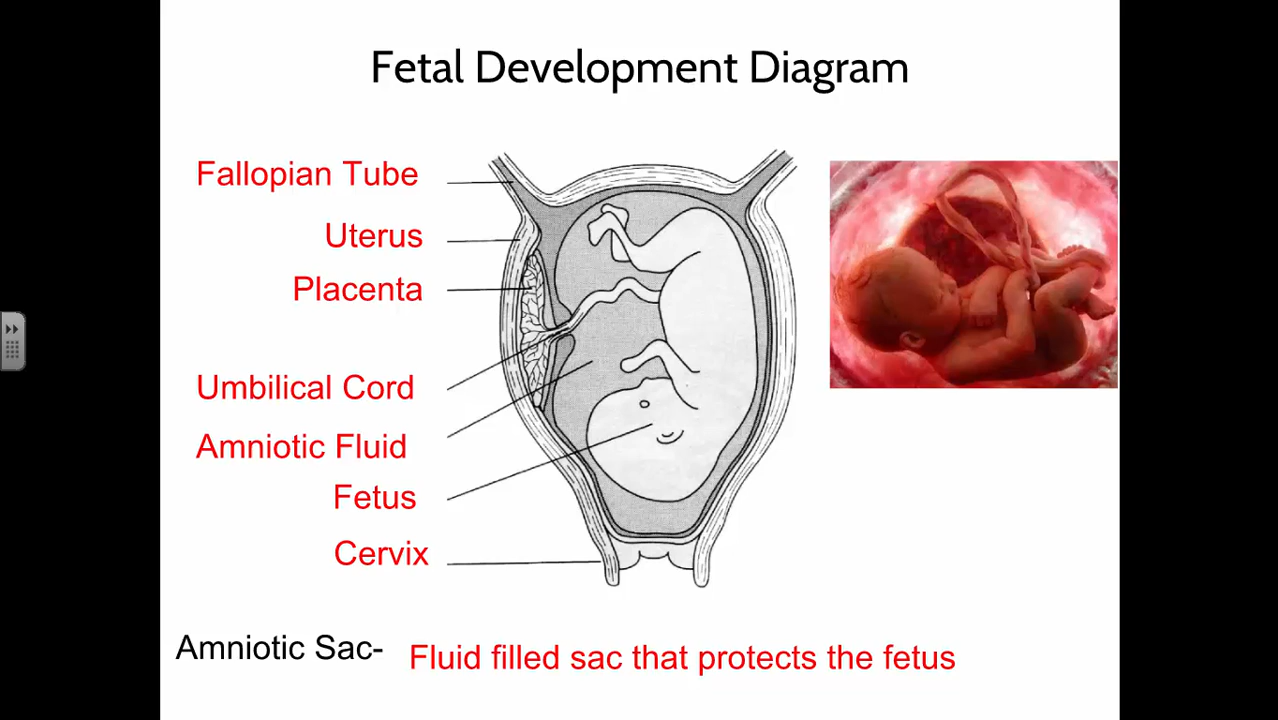 Fetal Development Diagram
Fallopian Tube
Uterus
Placenta
Umbilical Cord
Amniotic Fluid
Fetus
Cervix
Amniotic Sac- Fluid filled sac that protects the fetus